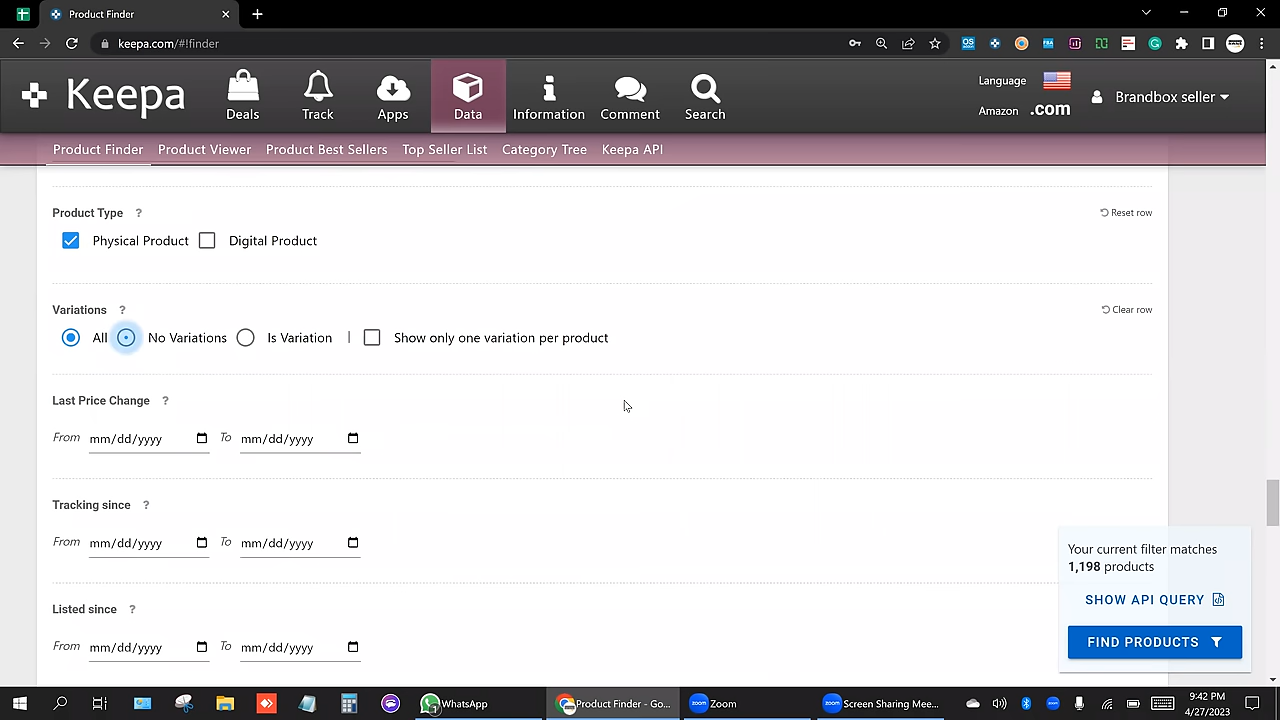 Product Finder
keepa.com/#!finder
Keepa
Deals
Track
Apps
Data
Information
Comment
Search
Language
Amazon .com
Brandbox seller
Product Finder Product Viewer Product Best Sellers Top Seller List Category Tree Keepa API
Product Type ? Reset row
Physical Product Digital Product
Variations ? Clear row
All No Variations Is Variation | Show only one variation per product
Last Price Change ?
From mm/dd/yyyy To mm/dd/yyyy
Tracking since ?
From mm/dd/yyyy To mm/dd/yyyy
Your current filter matches
1,198 products
SHOW API QUERY
FIND PRODUCTS
Listed since ?
From mm/dd/yyyy To mm/dd/yyyy
WhatsApp
Product Finder - Go...
zoom Zoom
zoom Screen Sharing Mee...
9:42 PM
4/27/2023